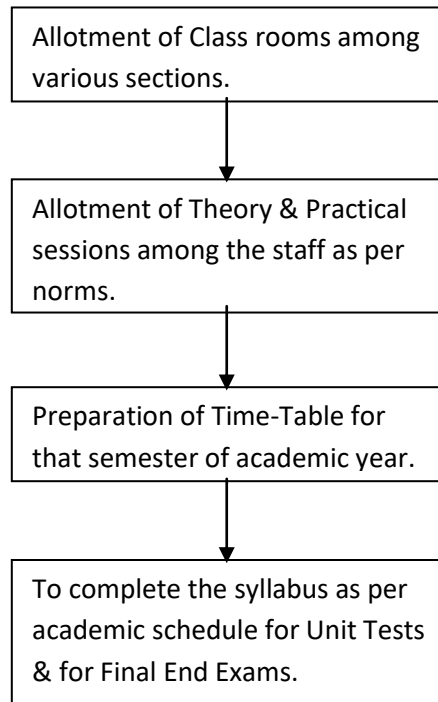 Allotment of Class rooms among
various sections.
Allotment of Theory & Practical
sessions among the staff as per
norms.
Preparation of Time-Table for
that semester of academic year.
To complete the syllabus as per
academic schedule for Unit Tests
& for Final End Exams.